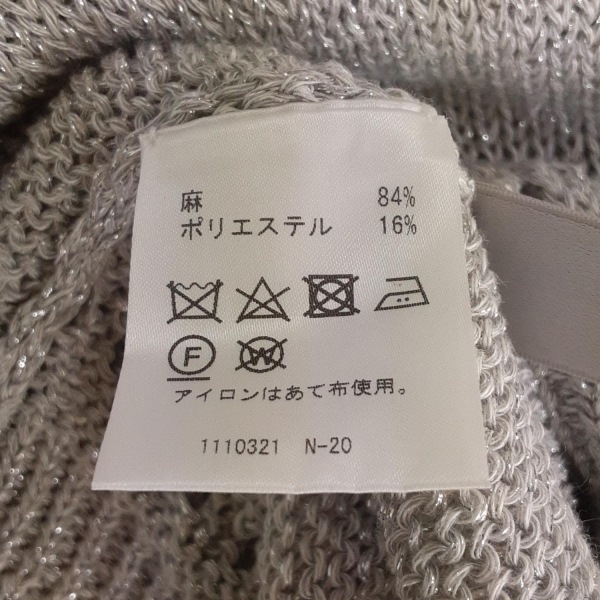 麻 84%
ポリエステル 16%
F W
アイロンはあて布使用。
1110321 N-20